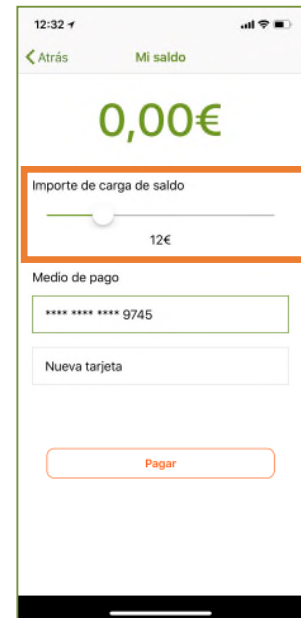 12:32
Atrás Mi saldo
0,00€
Importe de carga de saldo
12€
Medio de pago
**** **** **** 9745
Nueva tarjeta
Pagar